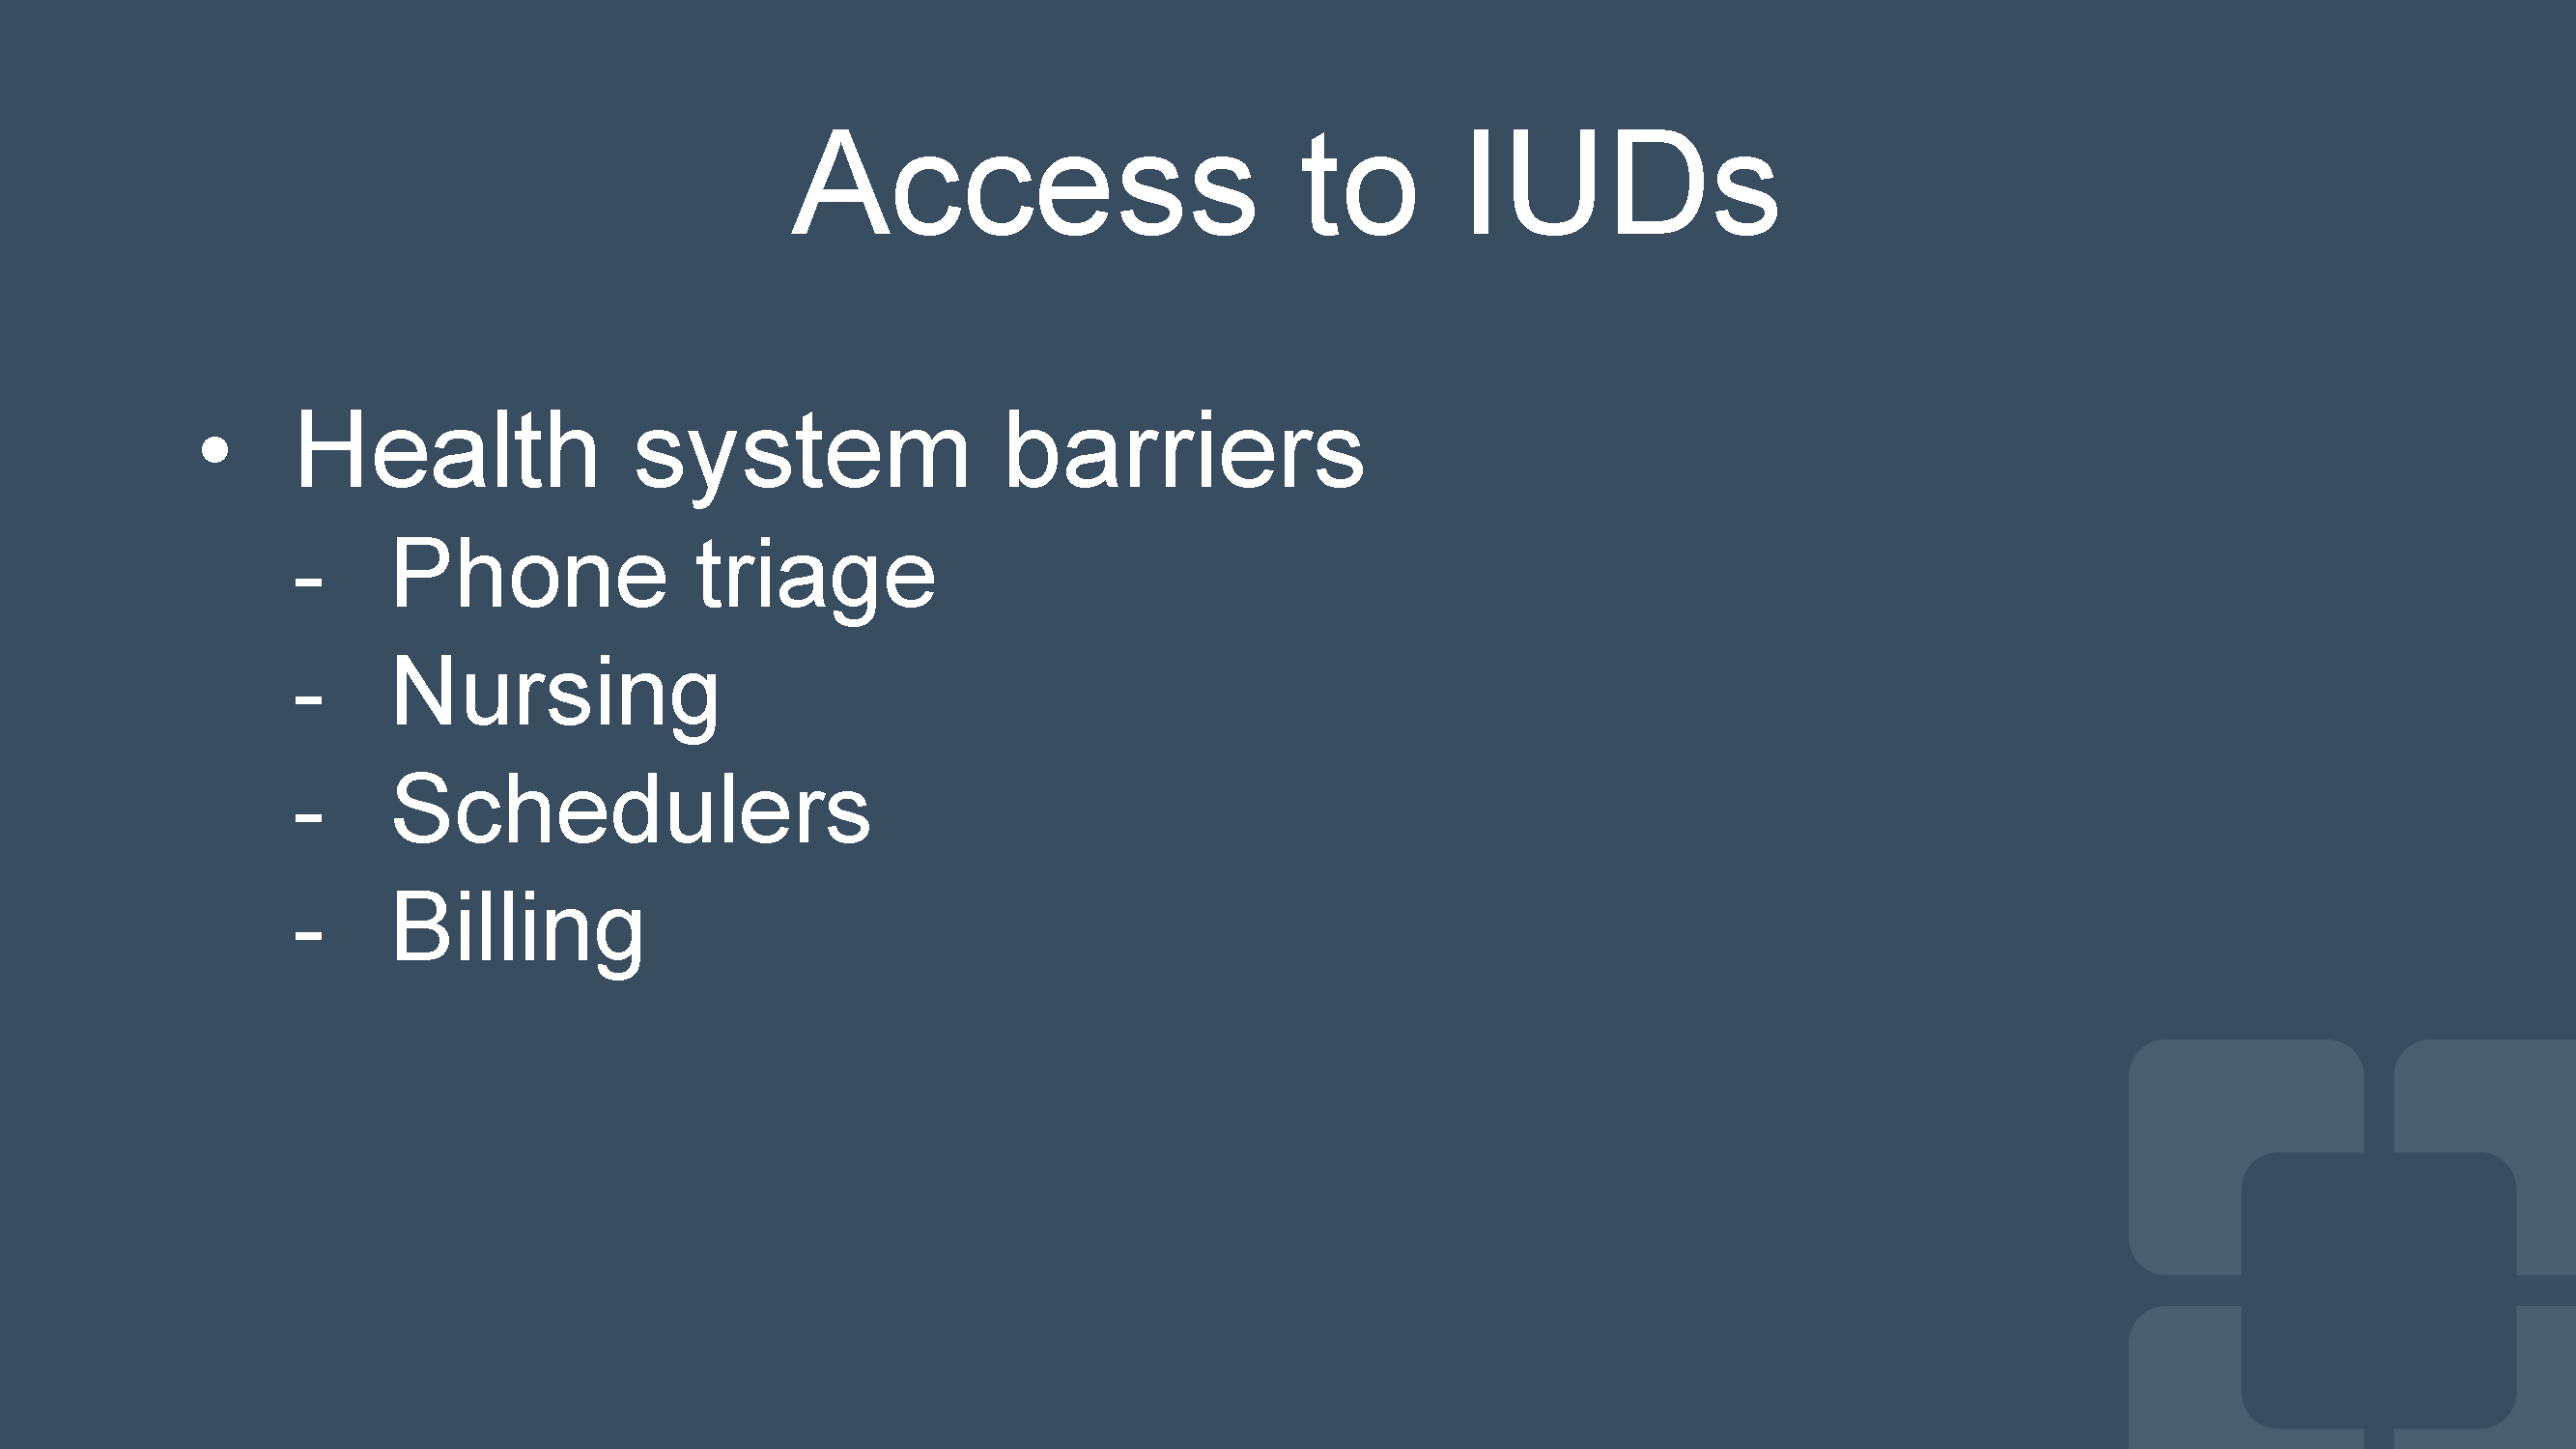 Access to IUDs
• Health system barriers
- Phone triage
- Nursing
- Schedulers
- Billing